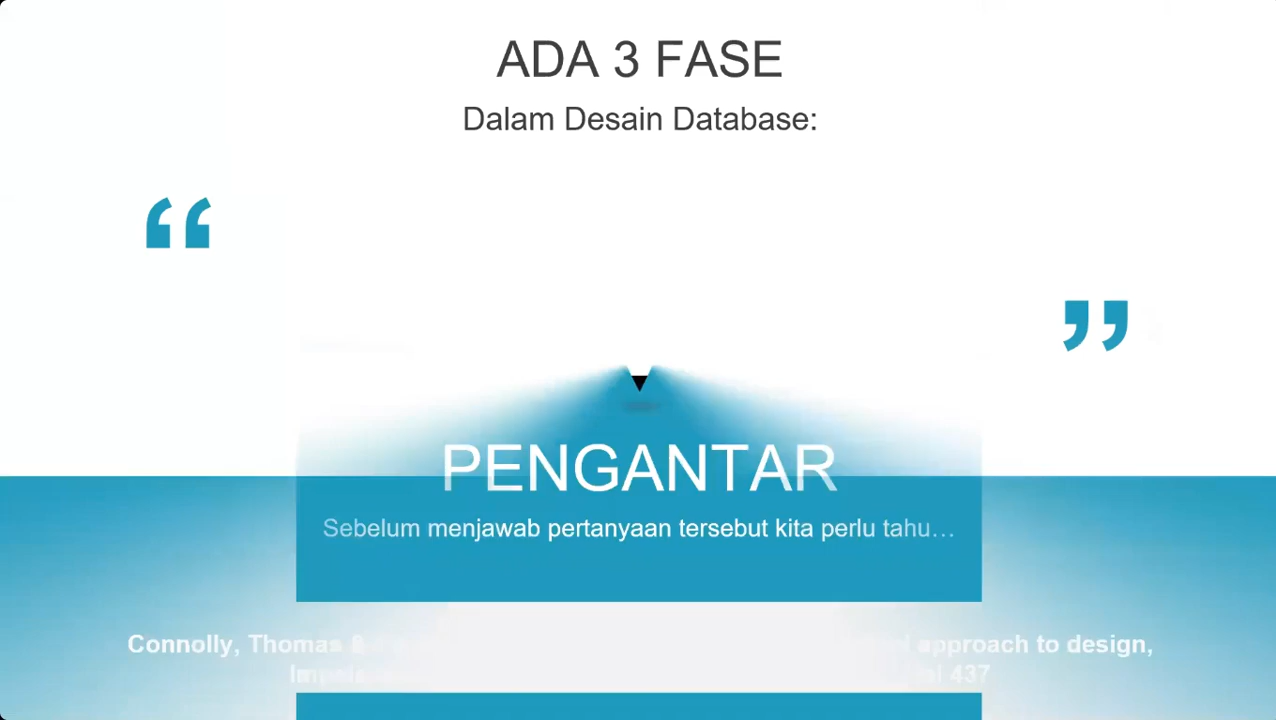 ADA 3 FASE
Dalam Desain Database:
“
”
PENGANTAR
Sebelum menjawab pertanyaan tersebut kita perlu tahu…
Connolly, Thomas approach to design,
437